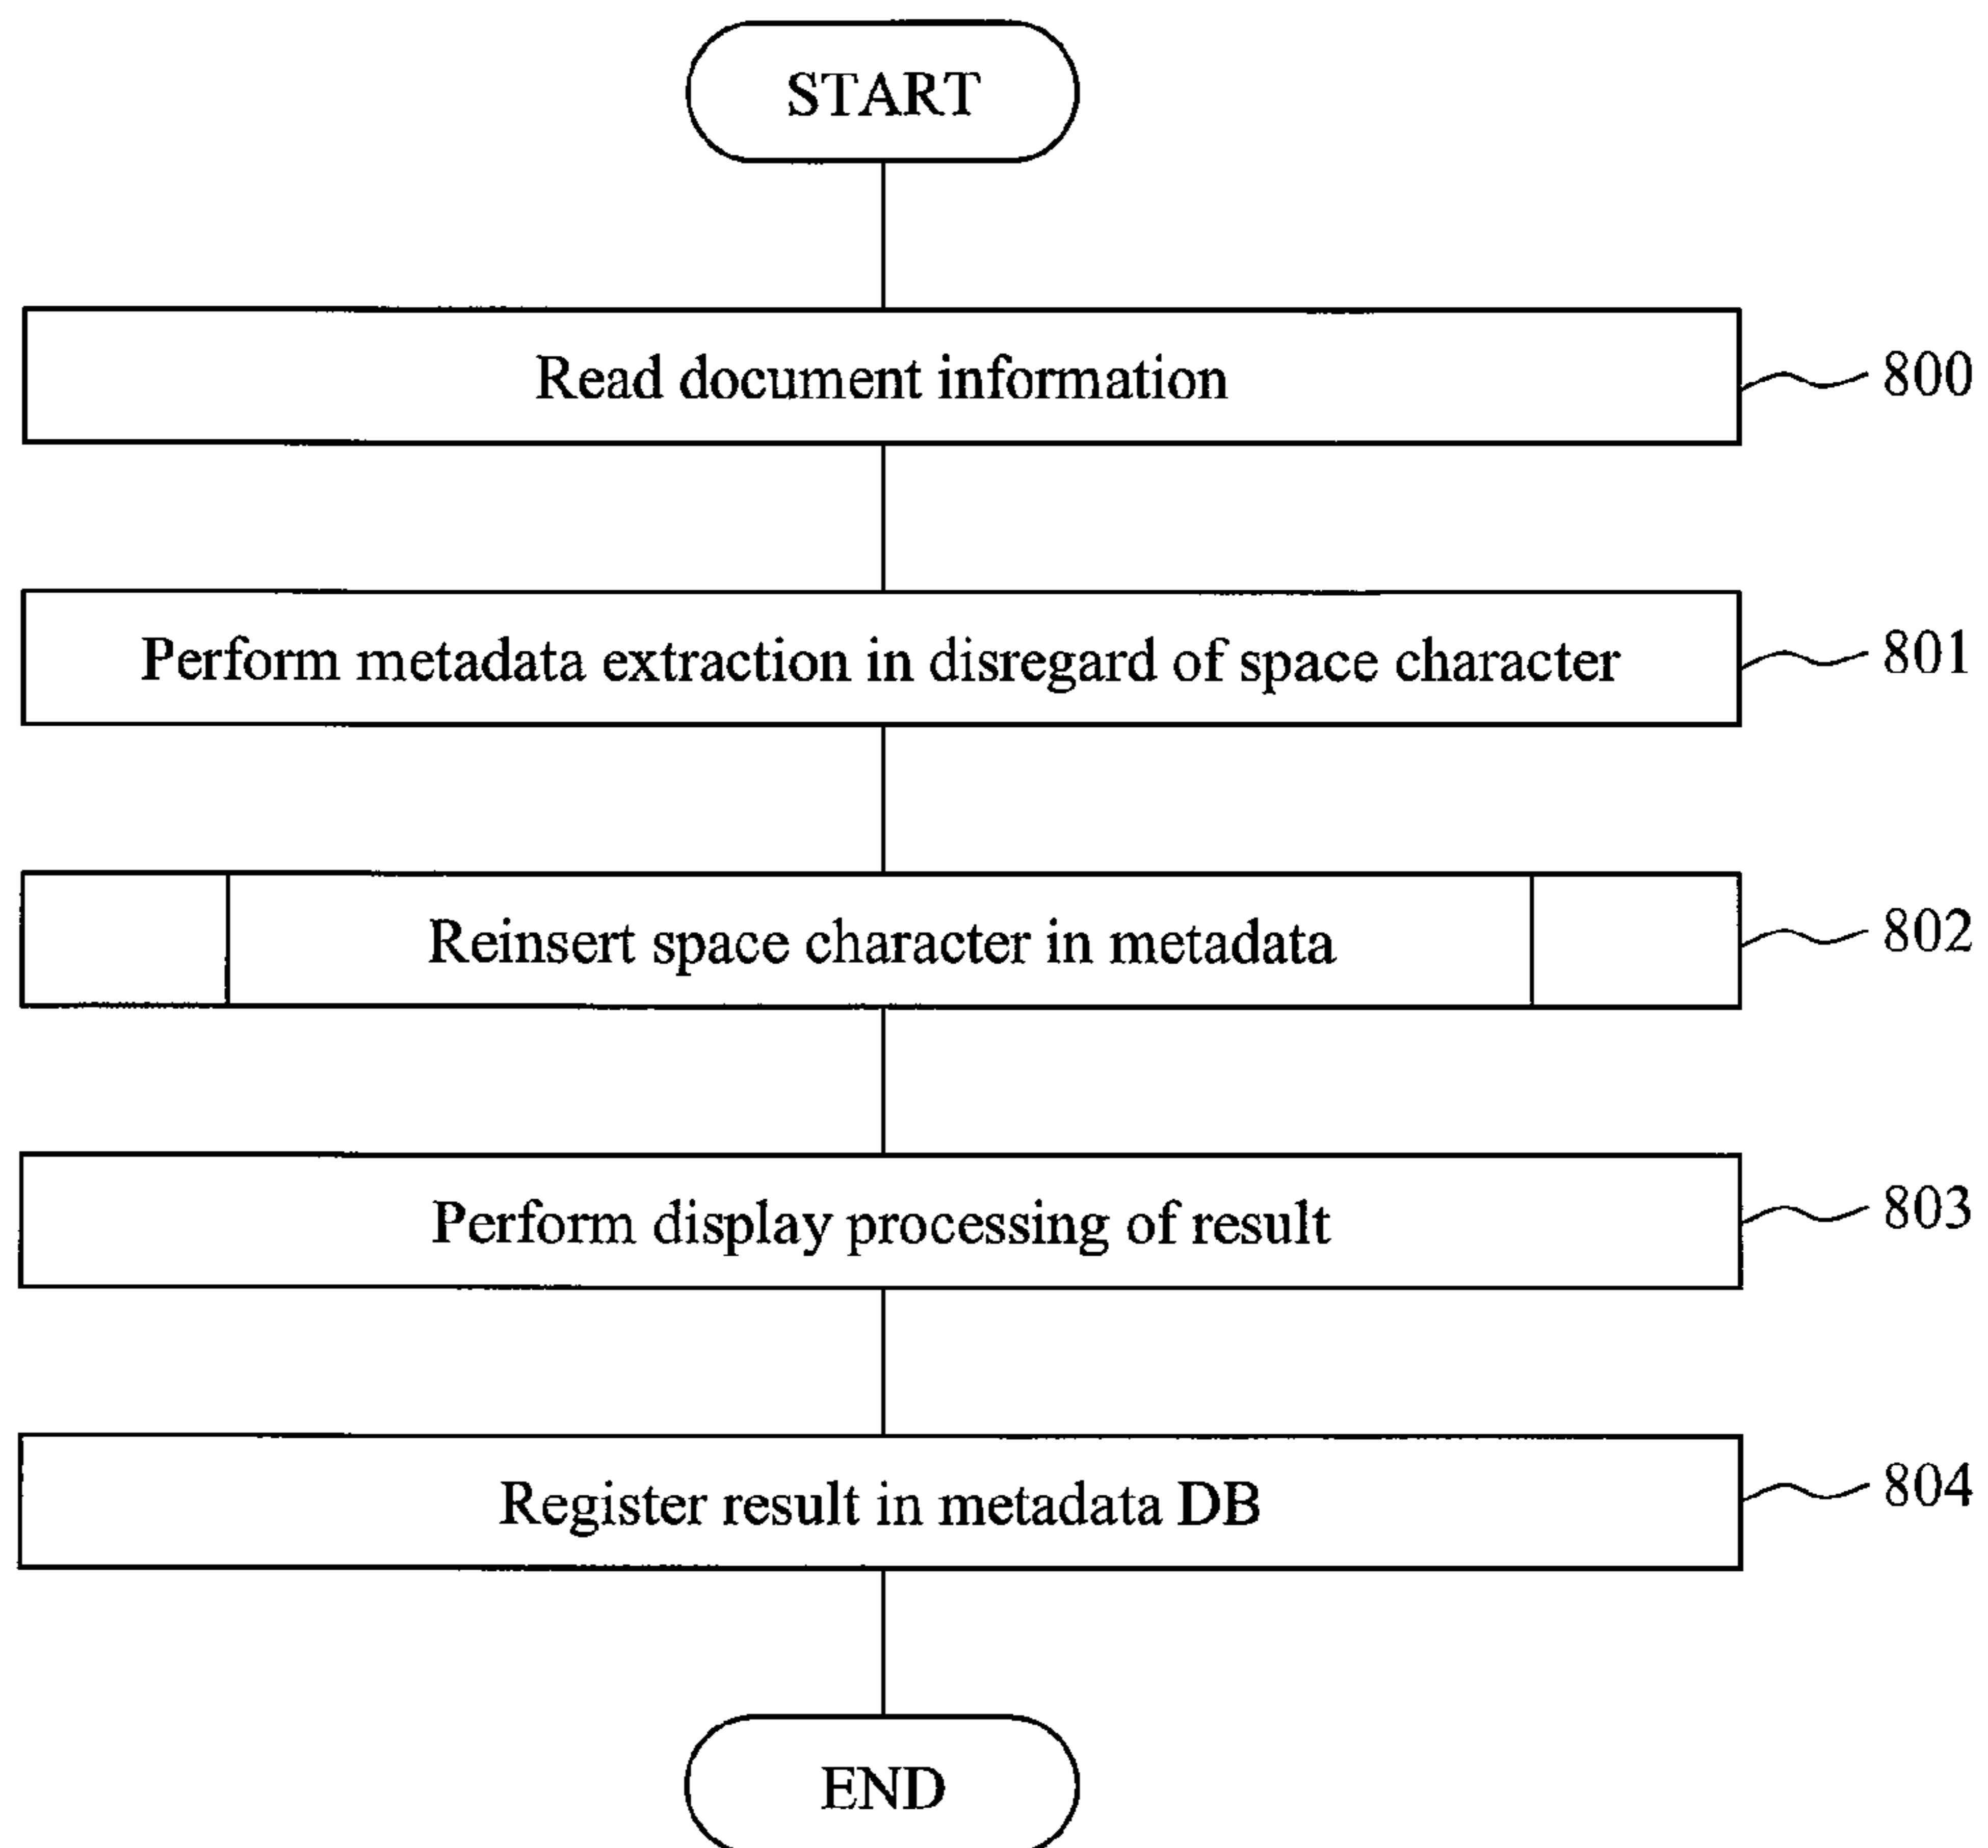 START
Read document information
800
Perform metadata extraction in disregard of space character
801
Reinsert space character in metadata
802
Perform display processing of result
803
Register result in metadata DB
804
END